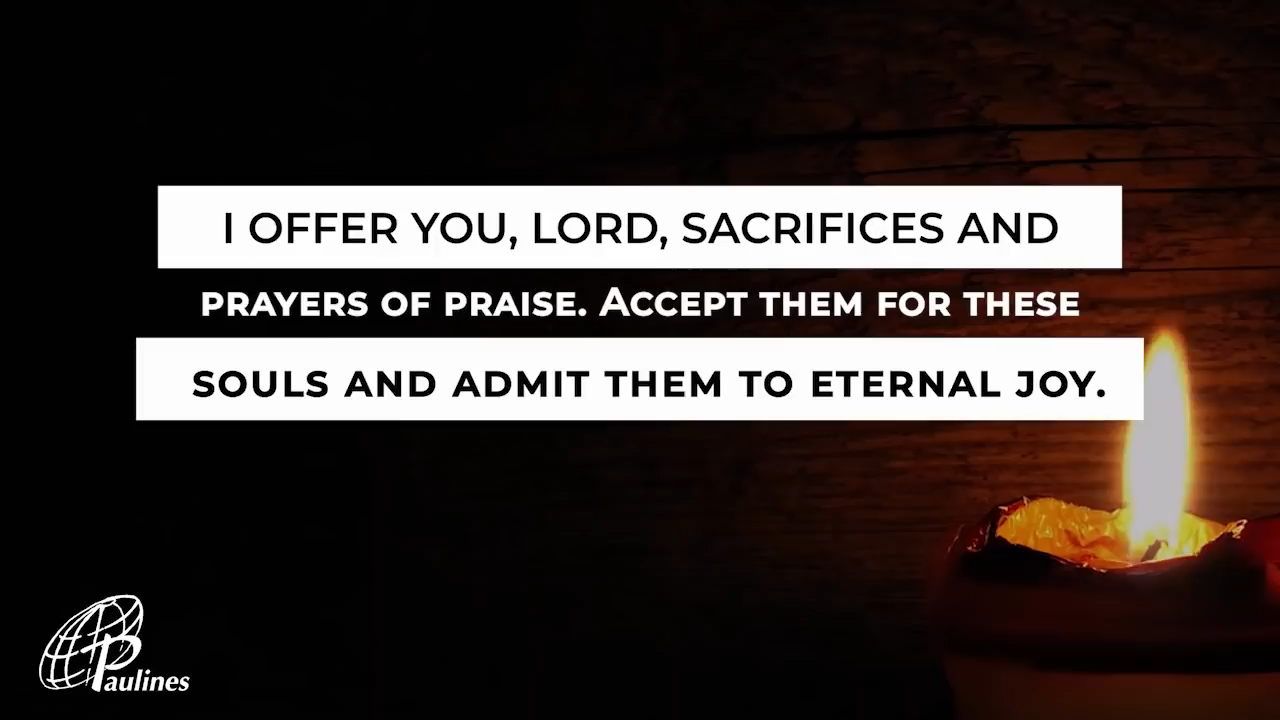 I OFFER YOU, LORD, SACRIFICES AND
PRAYERS OF PRAISE. ACCEPT THEM FOR THESE
SOULS AND ADMIT THEM TO ETERNAL JOY.
Paulines